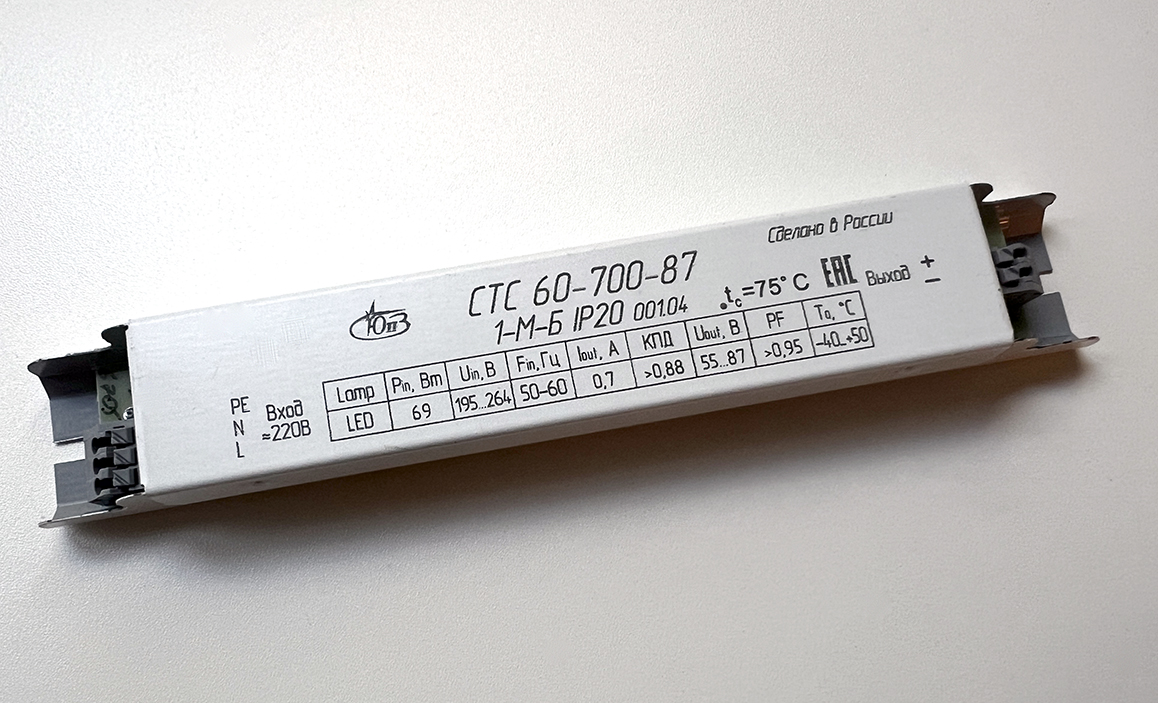 Сделано в России
СТС 60-700-87
1-М-Б IP20 001.04
ЮПЗ
.tc=75° C EAC
Выход + −
PE
N
L
Вход
≈220В
Lamp Pin, Вт Uin, В Fin, Гц Iout, А КПД Uout, В PF Ta, °C
LED 69 195...264 50-60 0,7 >0,88 55...87 >0,95 -40..+50